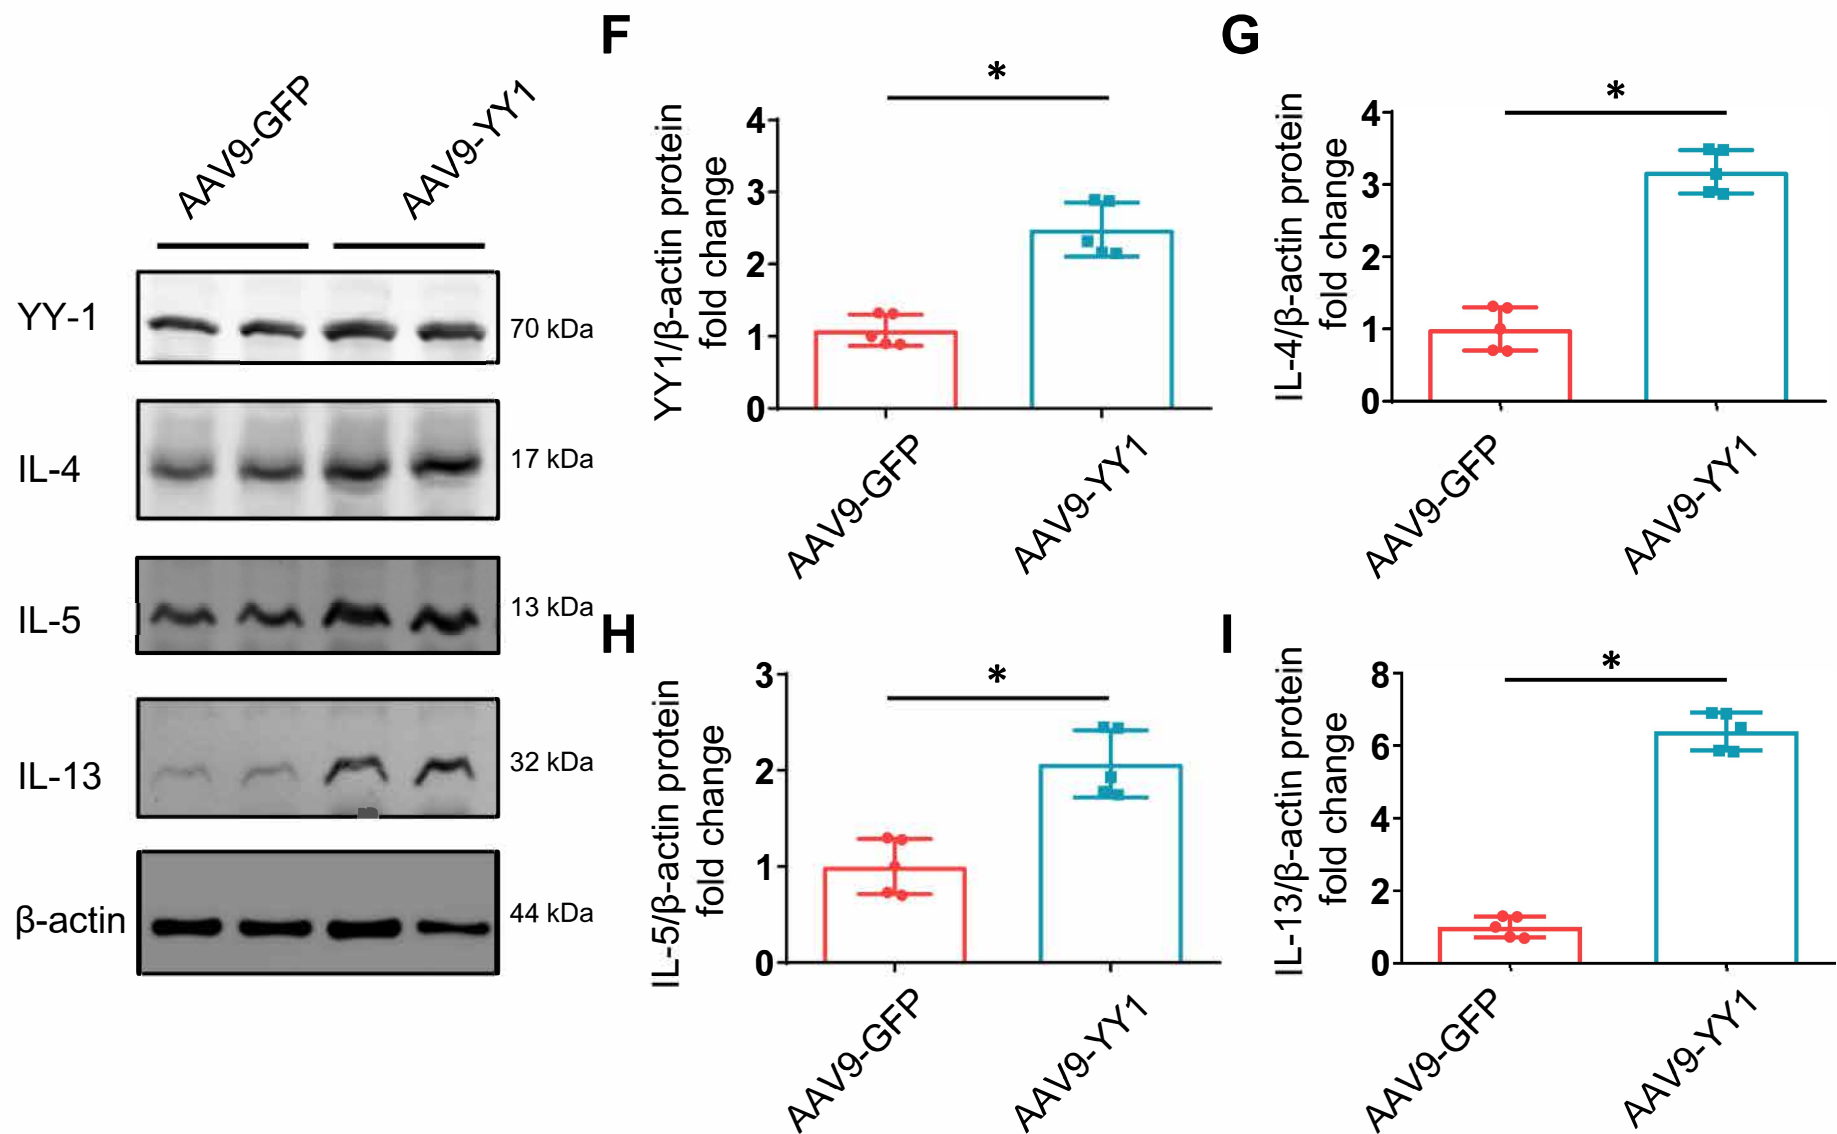 AAV9-GFP
AAV9-YY1
YY-1
70 kDa
IL-4
17 kDa
IL-5
13 kDa
IL-13
32 kDa
β-actin
44 kDa
F
*
YY1/β-actin protein
fold change
4
3
2
1
0
AAV9-GFP
AAV9-YY1
G
*
IL-4/β-actin protein
fold change
4
3
2
1
0
AAV9-GFP
AAV9-YY1
H
*
IL-5/β-actin protein
fold change
3
2
1
0
AAV9-GFP
AAV9-YY1
I
*
IL-13/β-actin protein
fold change
8
6
4
2
0
AAV9-GFP
AAV9-YY1